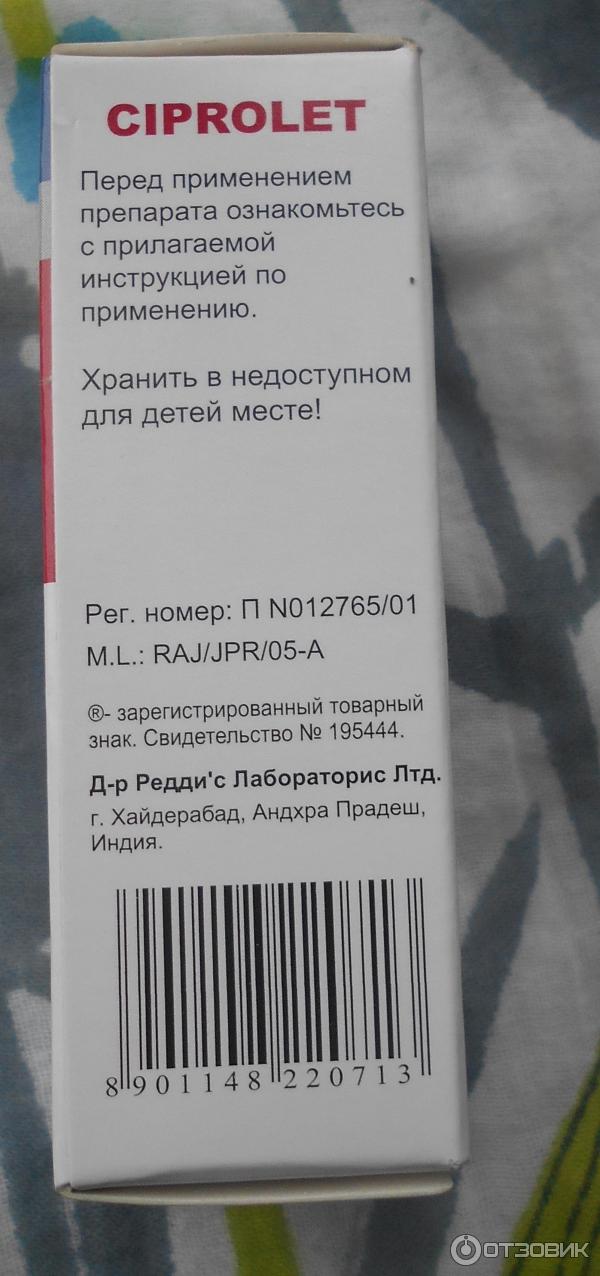 CIPROLET
Перед применением
препарата ознакомьтесь
с прилагаемой
инструкцией по
применению.
Хранить в недоступном
для детей месте!
Рег. номер: П N012765/01
M.L.: RAJ/JPR/05-A
®- зарегистрированный товарный
знак. Свидетельство № 195444.
Д-р Редди'с Лабораторис Лтд.
г. Хайдерабад, Андхра Прадеш,
Индия.
8 901148 220713
ОТЗОВИК